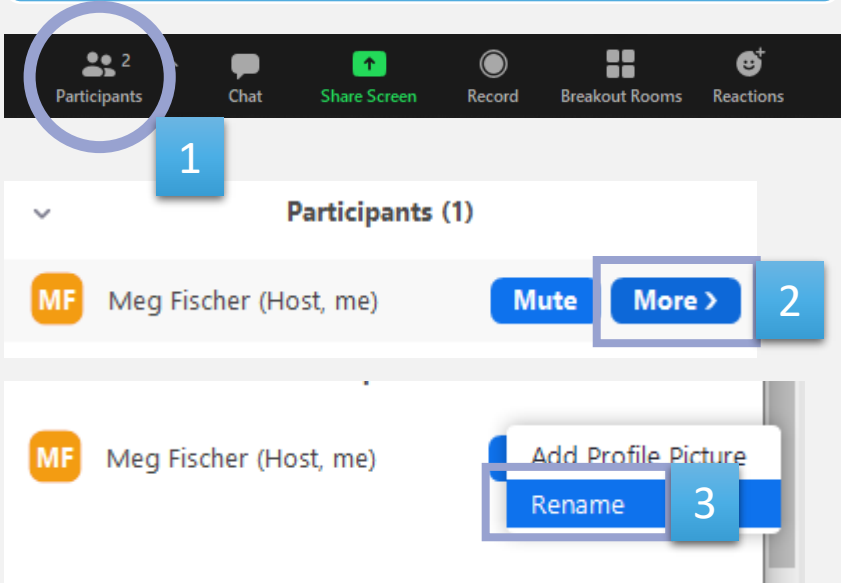 2
Participants Chat Share Screen Record Breakout Rooms Reactions
1
Participants (1)
MF Meg Fischer (Host, me) Mute More > 2
MF Meg Fischer (Host, me) Add Profile Picture
Rename 3